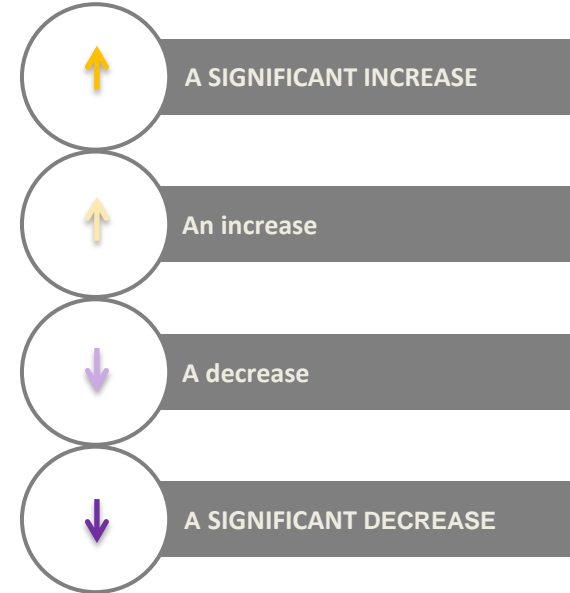 A SIGNIFICANT INCREASE
An increase
A decrease
A SIGNIFICANT DECREASE